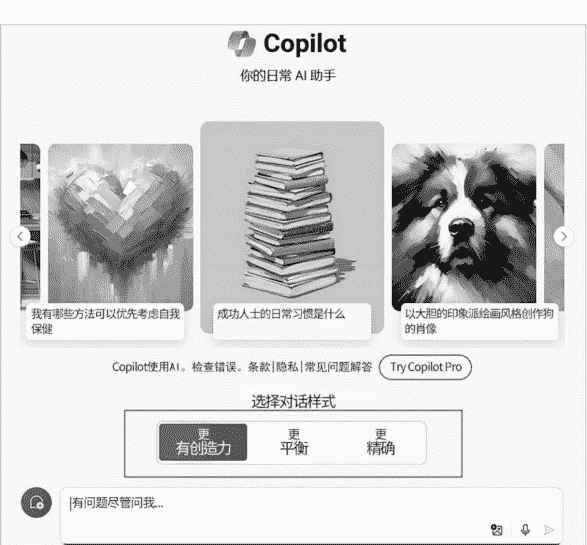 Copilot
你的日常 AI 助手
我有哪些方法可以优先考虑自我
保健
成功人士的日常习惯是什么
以大胆的印象派绘画风格创作狗
的肖像
Copilot使用AI。检查错误。条款|隐私|常见问题解答 Try Copilot Pro
选择对话样式
更 更 更
有创造力 平衡 精确
有问题尽管问我...